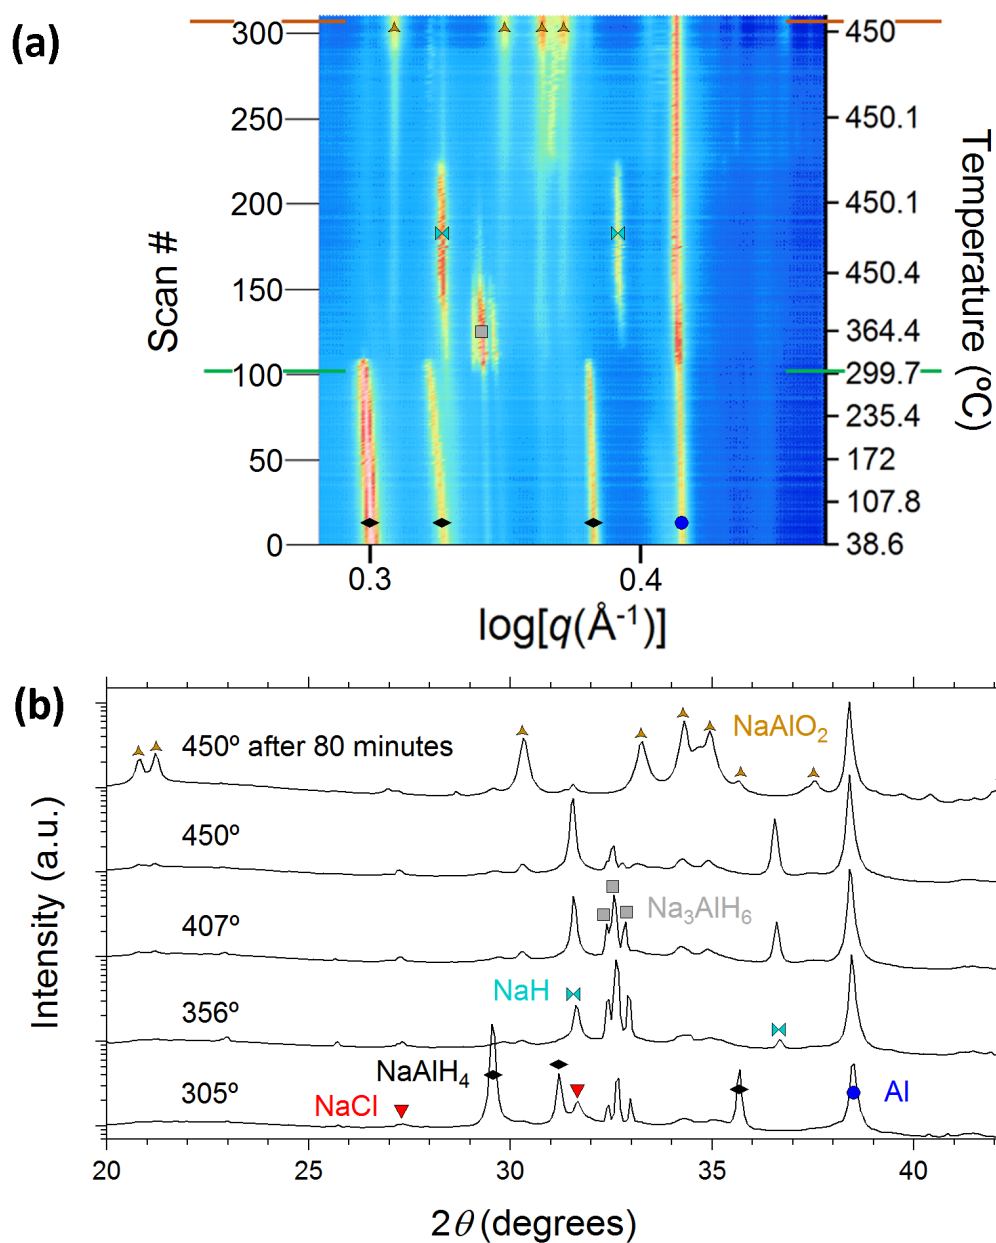 (a)
300
250
200
150
100
50
0
Scan #
450
450.1
450.1
450.4
364.4
299.7
235.4
172
107.8
38.6
Temperature (ºC)
0.3
0.4
log[q(Å-1)]
(b)
450º after 80 minutes
NaAlO2
450º
407º
Na3AlH6
356º
NaH
305º
NaAlH4
NaCl
Al
Intensity (a.u.)
20
25
30
35
40
2θ (degrees)